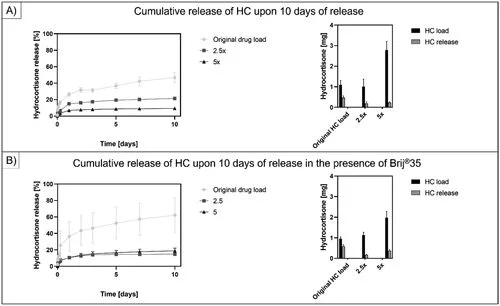 A)
Cumulative release of HC upon 10 days of release
Hydrocortisone release [%]
100
80
60
40
20
0
0
5
10
Time [days]
Original drug load
2.5x
5x
Hydrocortisone [mg]
4
3
2
1
0
Original HC load
2.5x
5x
HC load
HC release
B)
Cumulative release of HC upon 10 days of release in the presence of Brij®35
Hydrocortisone release [%]
100
80
60
40
20
0
0
5
10
Time [days]
Original drug load
2.5
5
Hydrocortisone [mg]
4
3
2
1
0
Original HC load
2.5x
5x
HC load
HC release